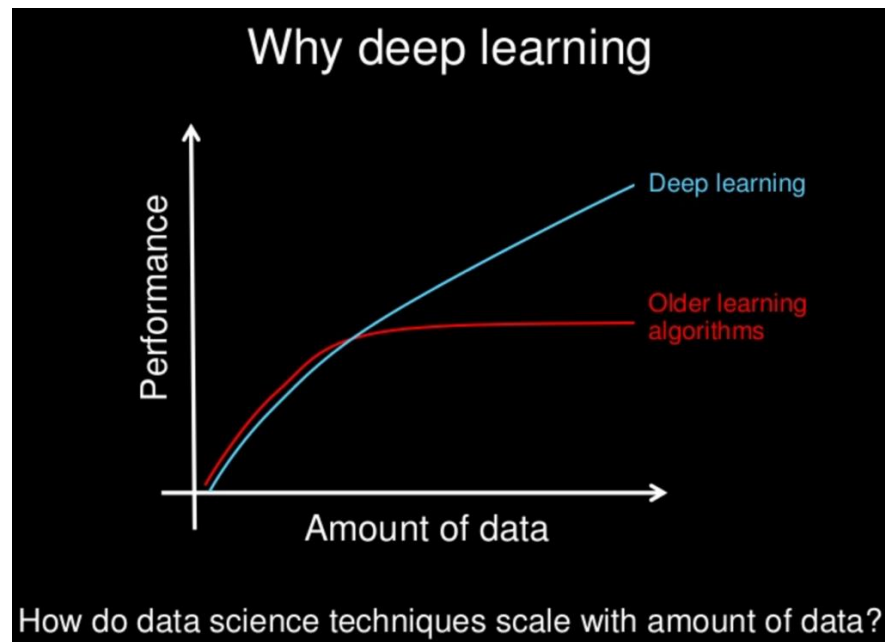 Why deep learning
Performance
Deep learning
Older learning
algorithms
Amount of data
How do data science techniques scale with amount of data?